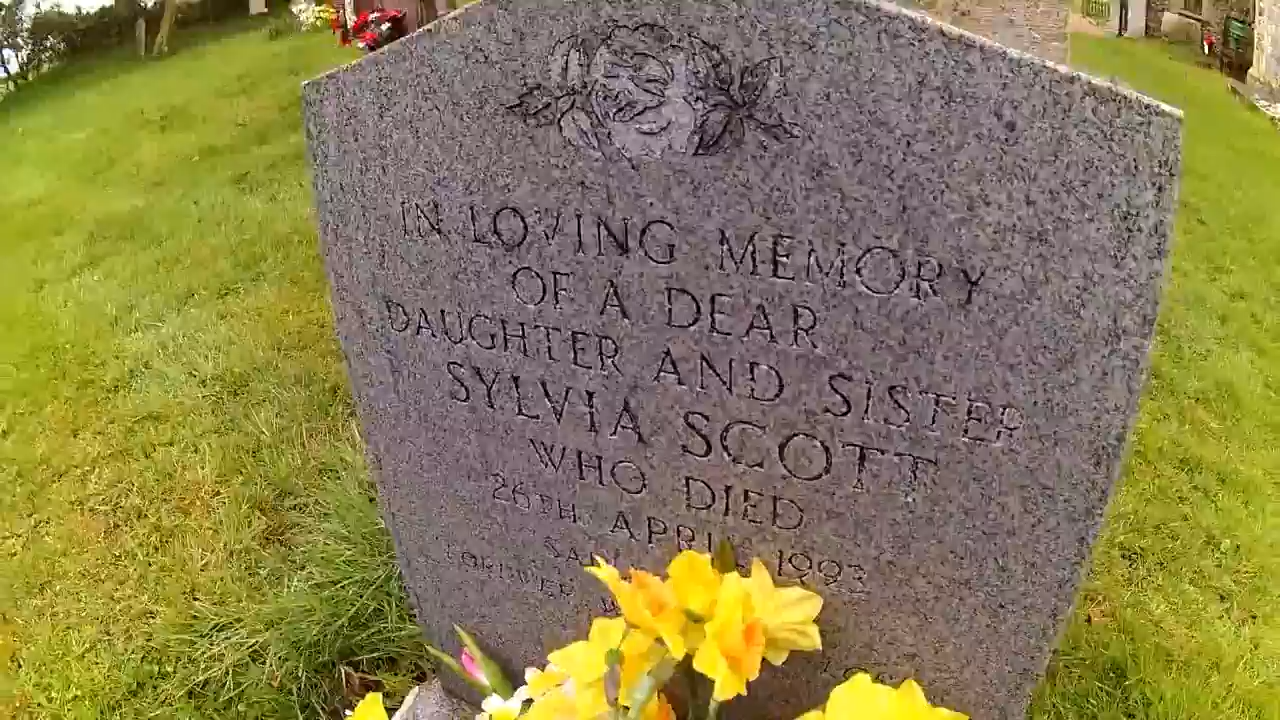 IN LOVING MEMORY
OF A DEAR
DAUGHTER AND SISTER
SYLVIA SCOTT
WHO DIED
26TH APRIL 1993